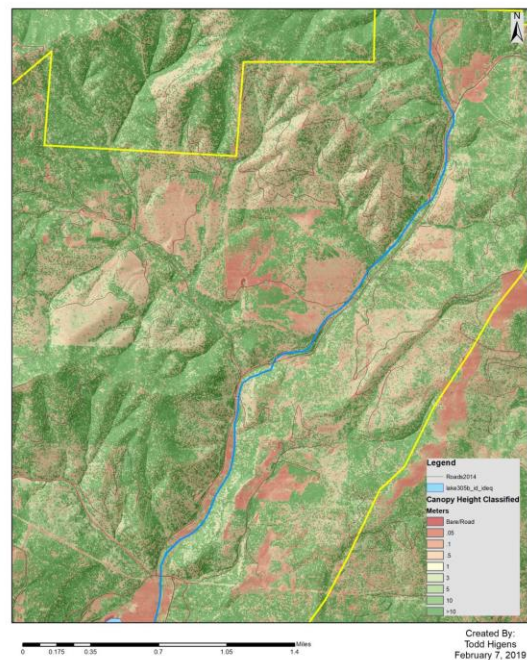 N
Legend
Roads2014
lake305b_id_ideq
Canopy Height Classified
Meters
Bare/Road
.05
.1
.5
1
3
5
10
>10
Miles
0 0.175 0.35 0.7 1.05 1.4
Created By:
Todd Higens
February 7, 2019